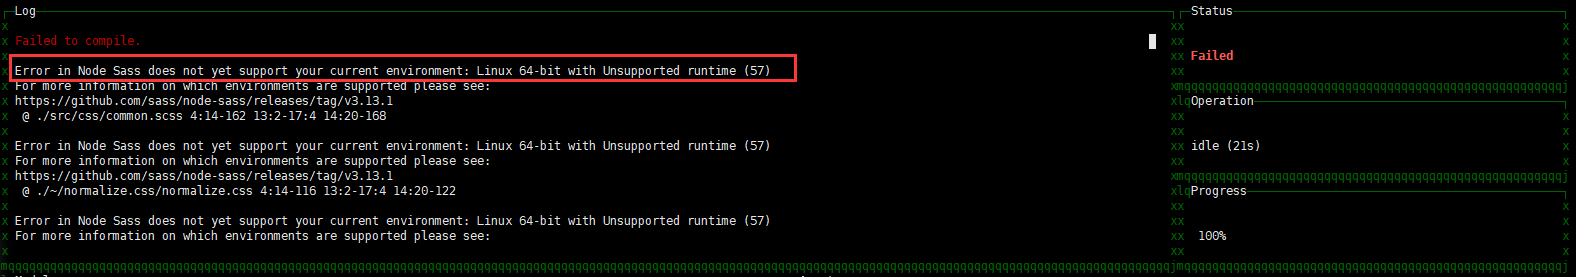 Log
Failed to compile.
Error in Node Sass does not yet support your current environment: Linux 64-bit with Unsupported runtime (57)
For more information on which environments are supported please see:
https://github.com/sass/node-sass/releases/tag/v3.13.1
@ ./src/css/common.scss 4:14-162 13:2-17:4 14:20-168
Error in Node Sass does not yet support your current environment: Linux 64-bit with Unsupported runtime (57)
For more information on which environments are supported please see:
https://github.com/sass/node-sass/releases/tag/v3.13.1
@ ./~/normalize.css/normalize.css 4:14-116 13:2-17:4 14:20-122
Error in Node Sass does not yet support your current environment: Linux 64-bit with Unsupported runtime (57)
For more information on which environments are supported please see:
Status
Failed
Operation
idle (21s)
Progress
100%